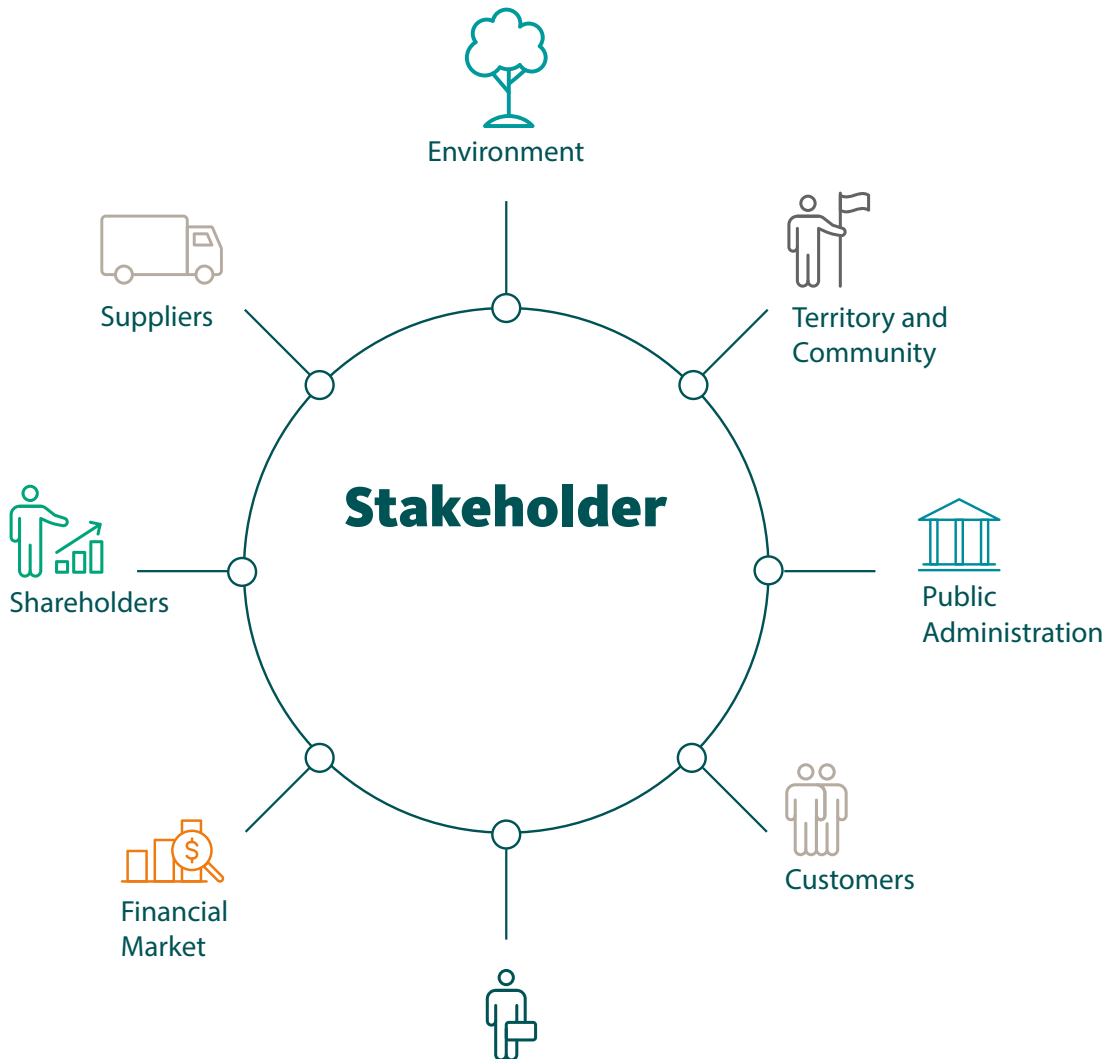 Environment
Suppliers
Territory and
Community
Stakeholder
Shareholders
Public
Administration
Customers
Financial
Market
$